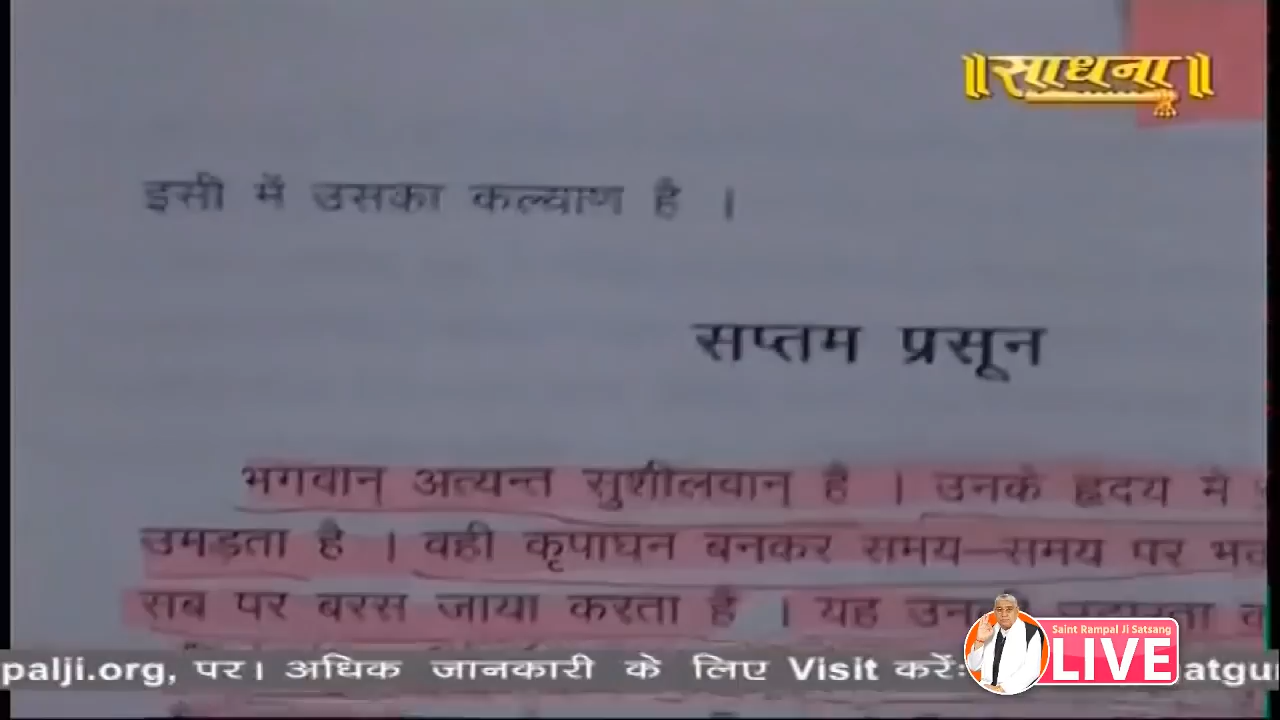 ॥साधना॥
इसी में उसका कल्याण है ।
सप्तम प्रसून
भगवान् अत्यन्त सुशीलवान् है । उनके हृदय में
उमड़ता है । वही कृपाघन बनकर समय–समय पर
सब पर बरस जाया करता है । यह
Saint Rampal Ji Satsang
LIVE
palji.org, पर। अधिक जानकारी के लिए Visit करेंः atgu